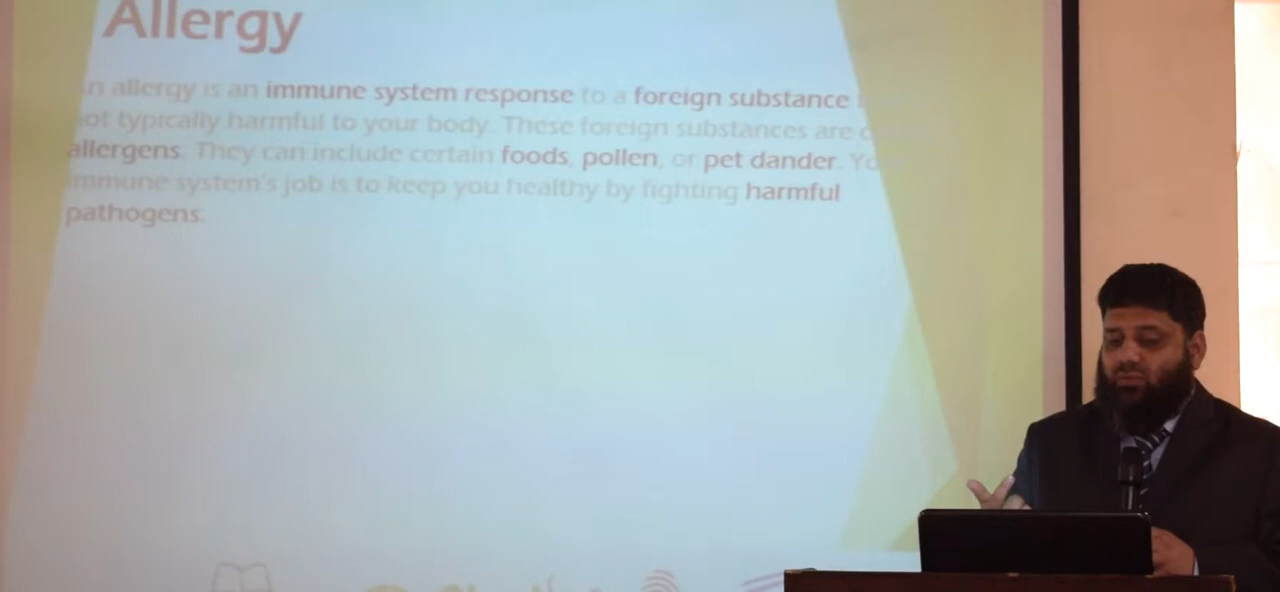 Allergy
n allergy is an immune system response to a foreign substance
ot typically harmful to your body. These foreign substances are
allergens. They can include certain foods, pollen, or pet dander. Yo
immune system's job is to keep you healthy by fighting harmful
pathogens.